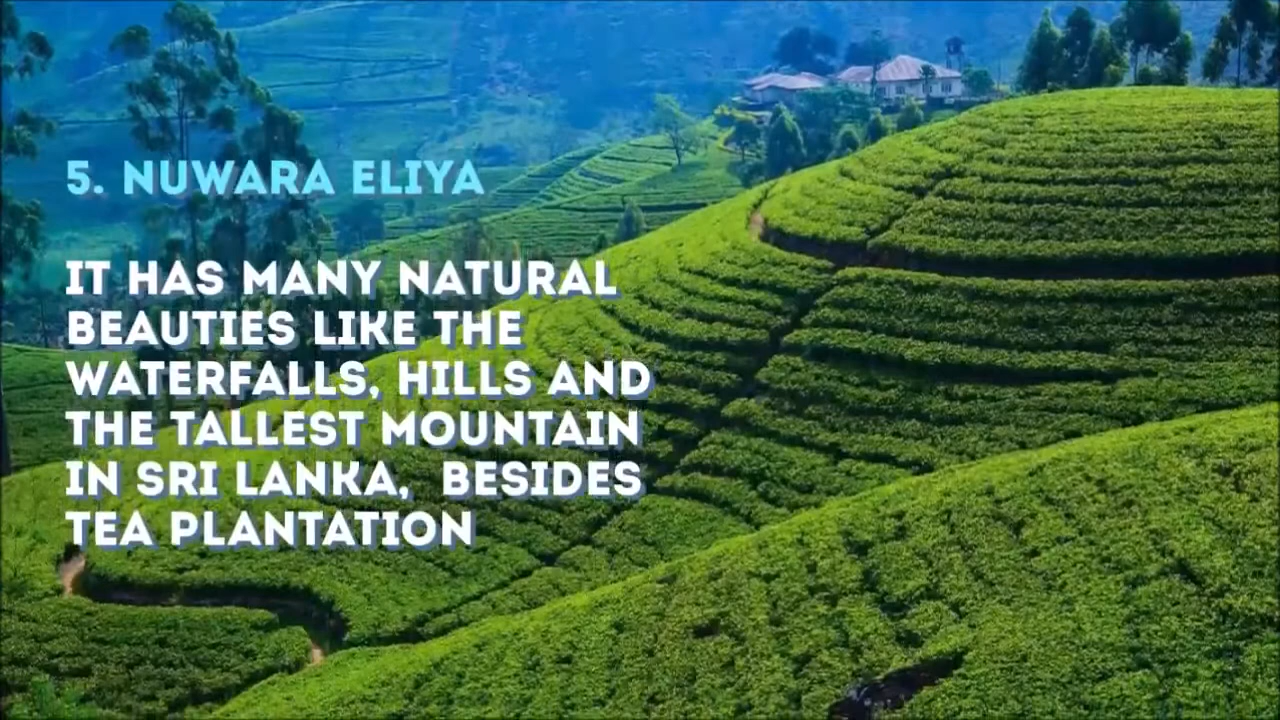 5. NUWARA ELIYA
IT HAS MANY NATURAL
BEAUTIES LIKE THE
WATERFALLS, HILLS AND
THE TALLEST MOUNTAIN
IN SRI LANKA,  BESIDES
TEA PLANTATION